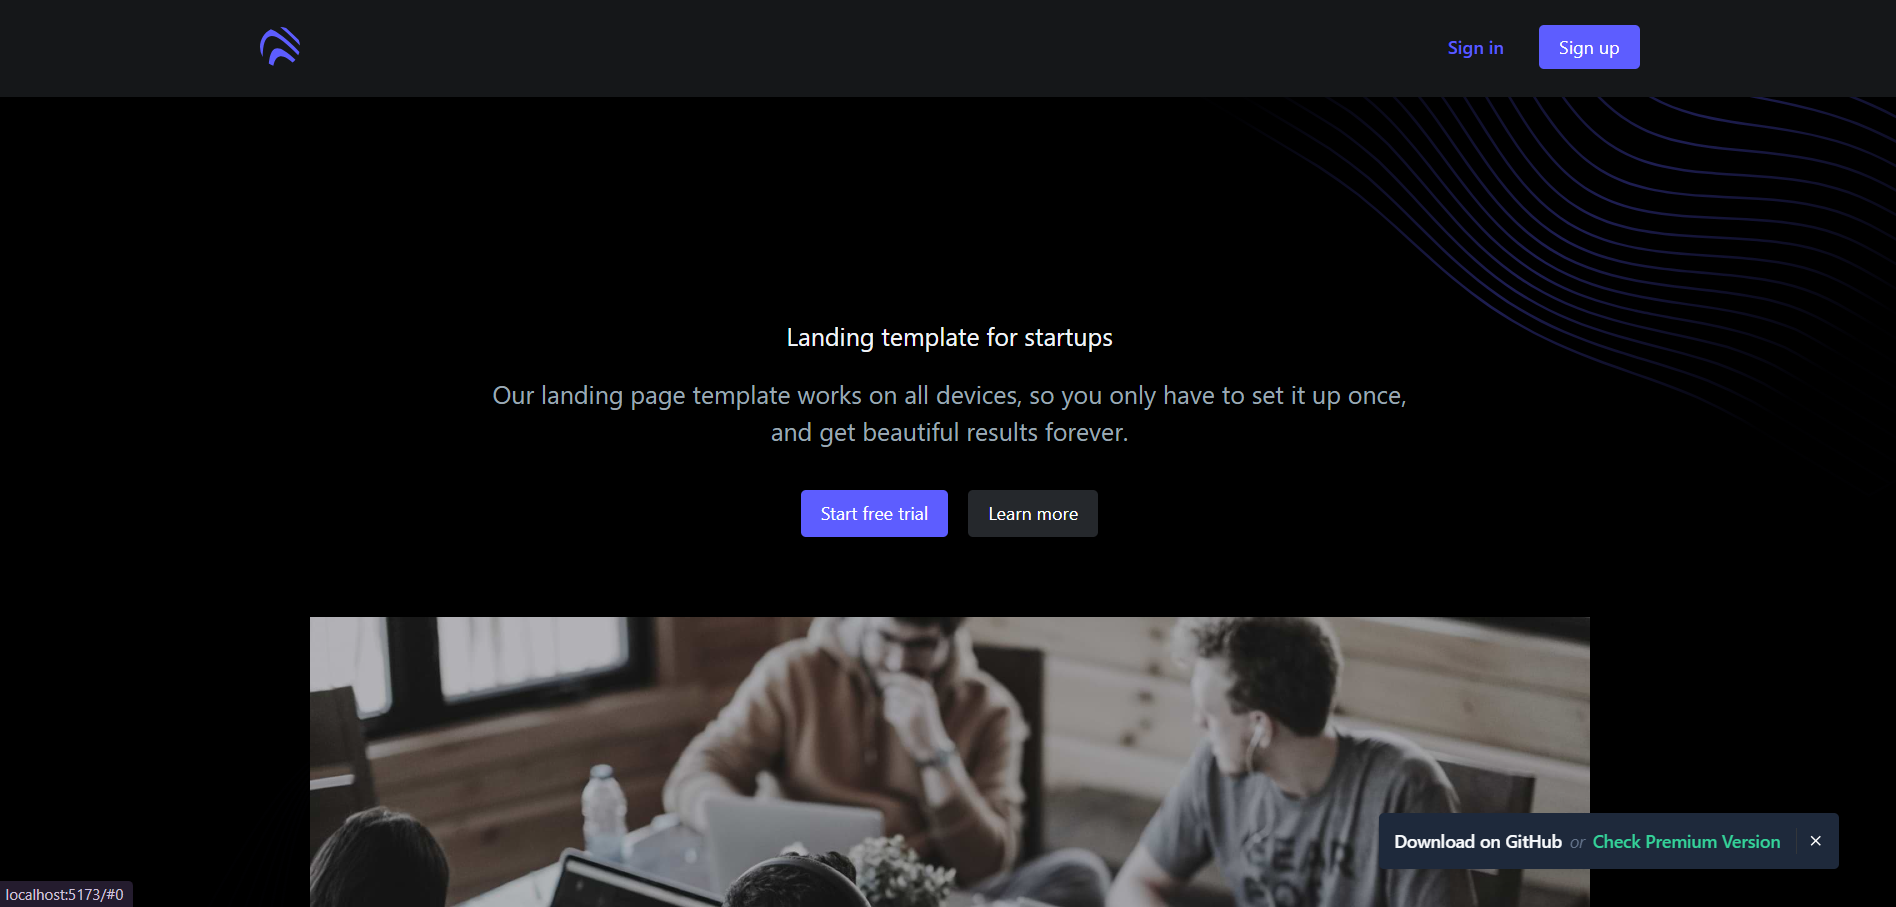 Sign in
Sign up
Landing template for startups
Our landing page template works on all devices, so you only have to set it up once,
and get beautiful results forever.
Start free trial
Learn more
GEAR
Download on GitHub or Check Premium Version ×
localhost:5173/#0